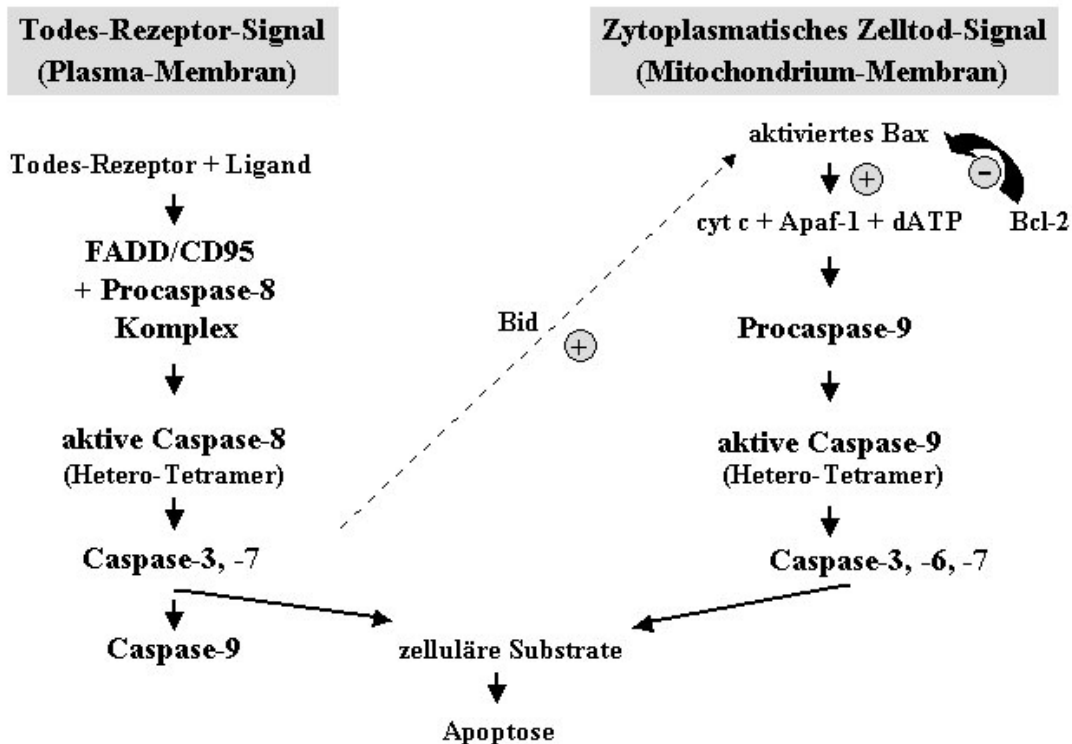 Todes-Rezeptor-Signal
(Plasma-Membran)
Todes-Rezeptor + Ligand
FADD/CD95
+ Procaspase-8
Komplex
aktive Caspase-8
(Hetero-Tetramer)
Caspase-3, -7
Caspase-9
Bid
+
Zytoplasmatisches Zelltod-Signal
(Mitochondrium-Membran)
aktiviertes Bax
+
−
cyt c + Apaf-1 + dATP
Bcl-2
Procaspase-9
aktive Caspase-9
(Hetero-Tetramer)
Caspase-3, -6, -7
zelluläre Substrate
Apoptose